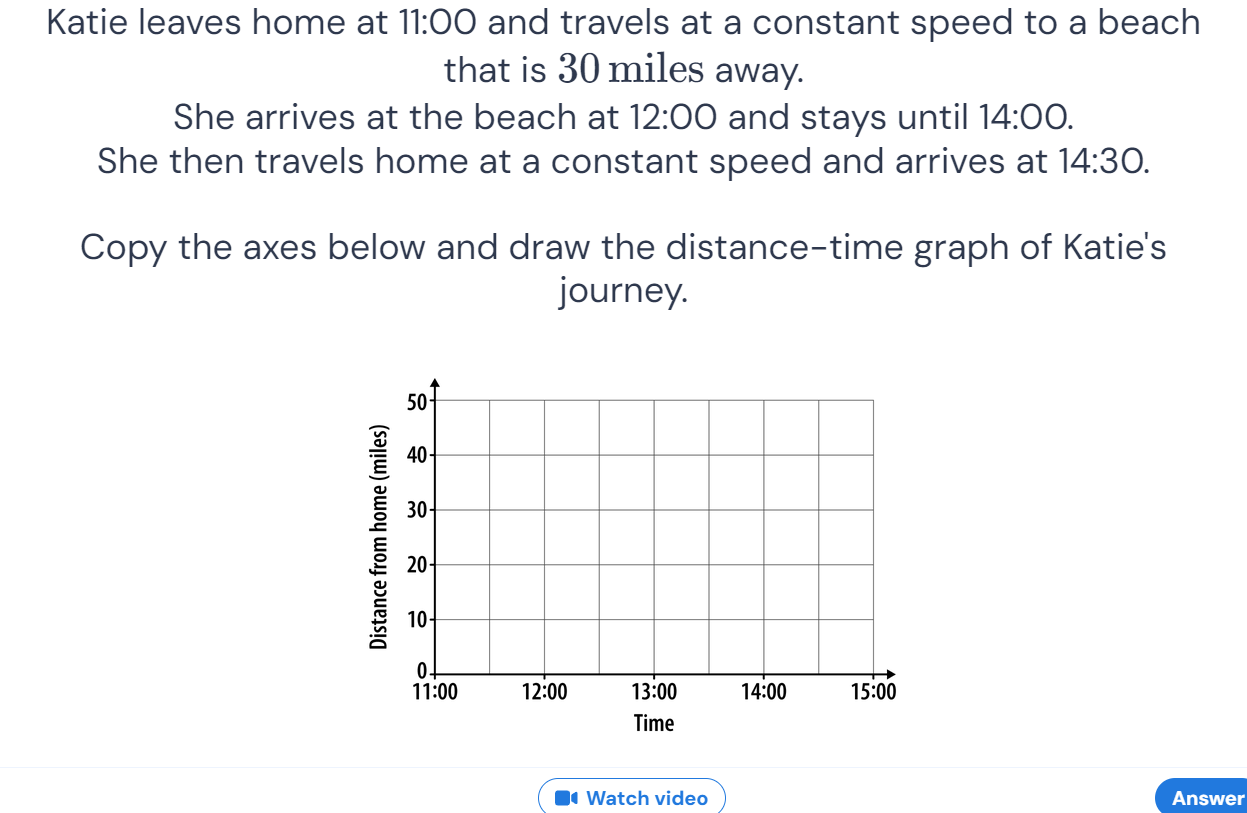 Katie leaves home at 11:00 and travels at a constant speed to a beach
that is 30 miles away.
She arrives at the beach at 12:00 and stays until 14:00.
She then travels home at a constant speed and arrives at 14:30.
Copy the axes below and draw the distance-time graph of Katie's
journey.
Distance from home (miles)
50
40
30
20
10
0
11:00 12:00 13:00 14:00 15:00
Time
Watch video
Answer